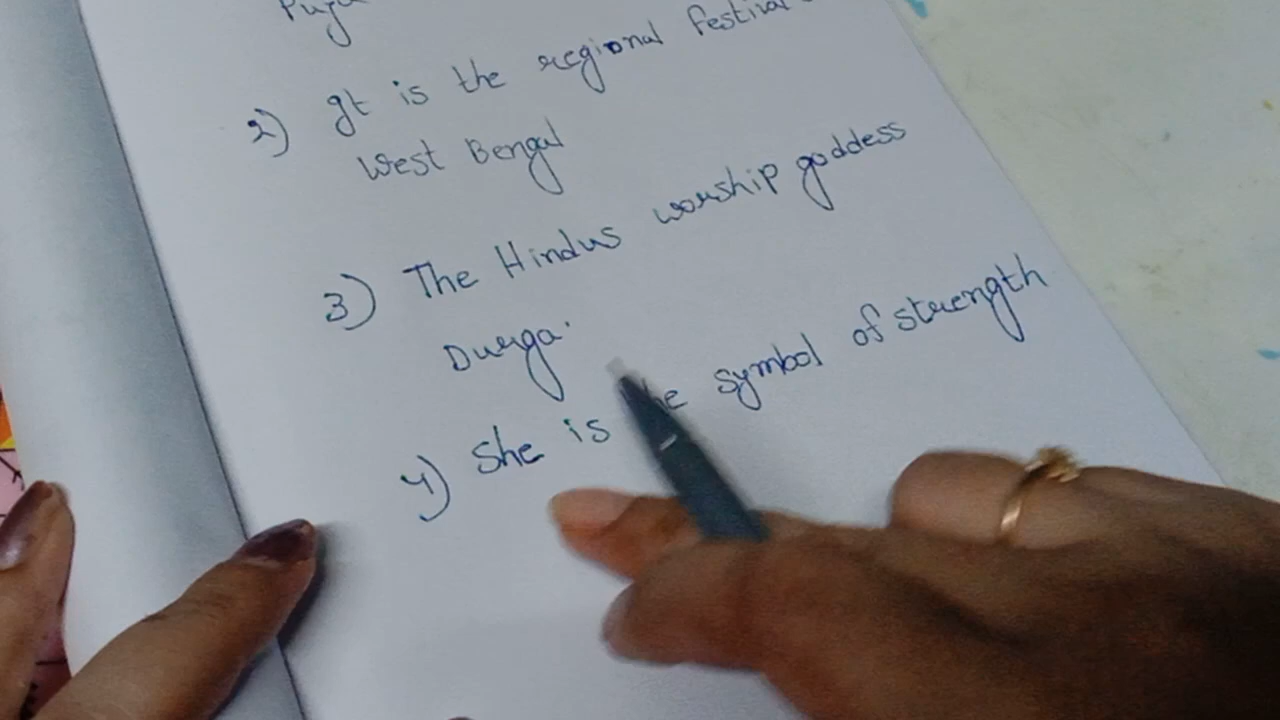 2) It is the regional festival
West Bengal
3) The Hindus worship goddess
Durga.
4) She is the symbol of strength